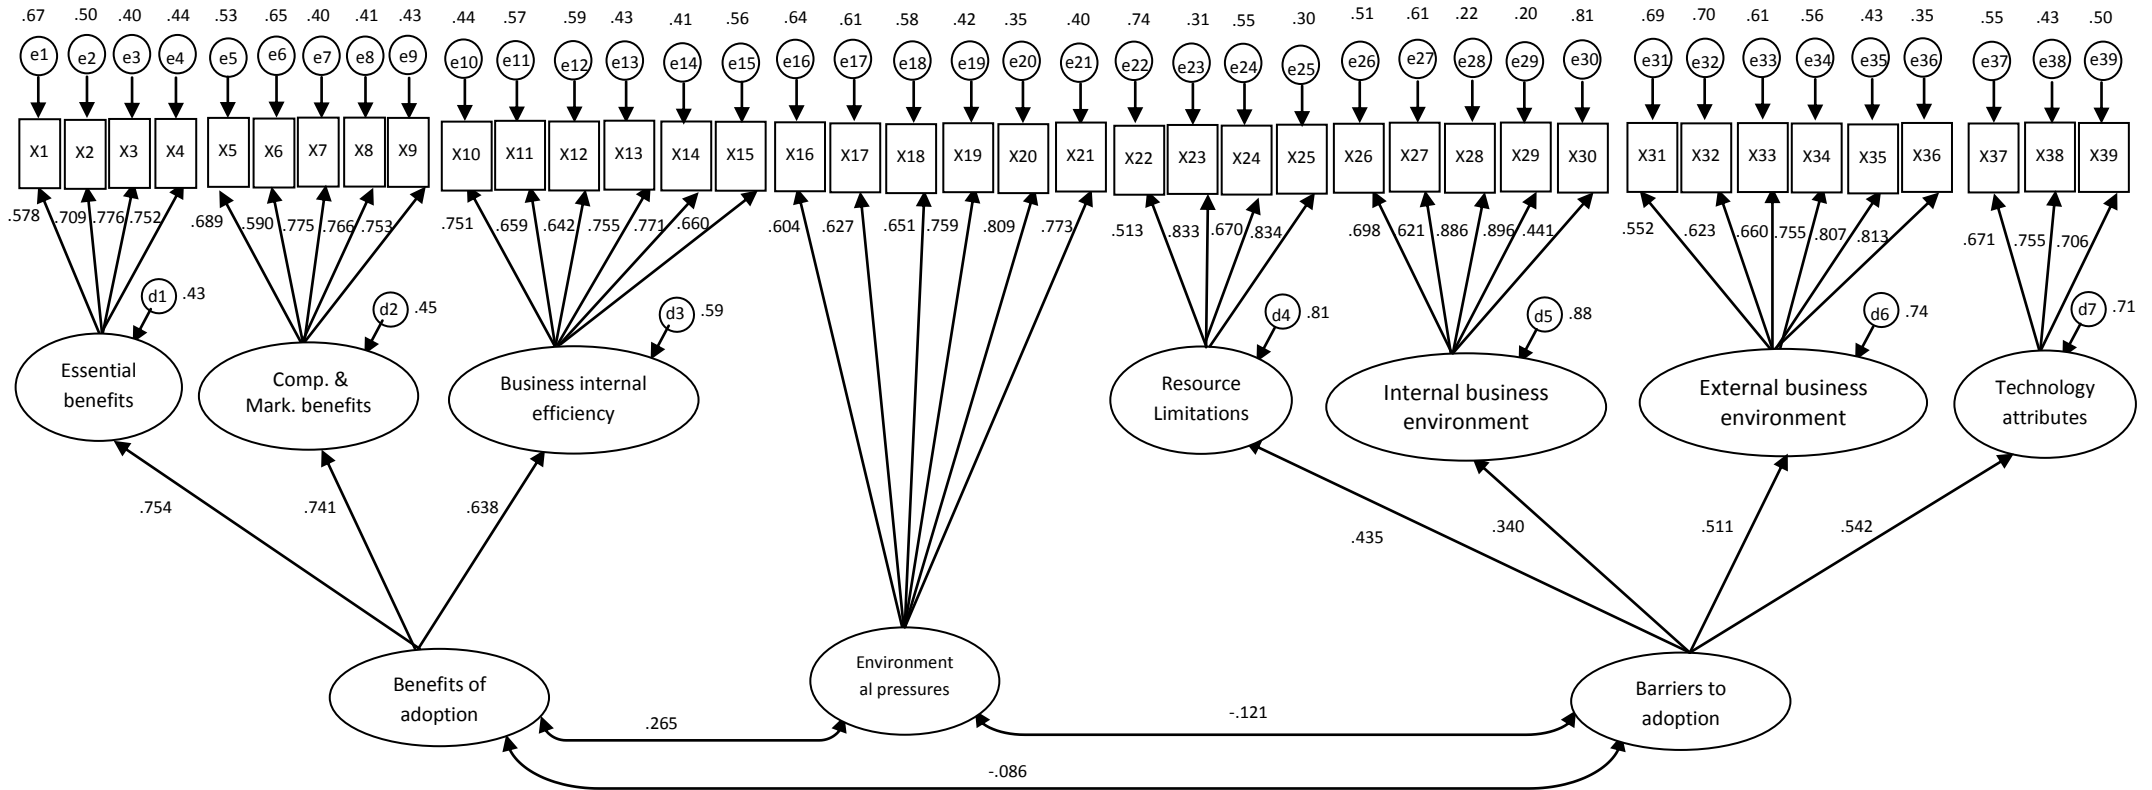 .67 .50 .40 .44 .53 .65 .40 .41 .43 .44 .57 .59 .43 .41 .56 .64 .61 .58 .42 .35 .40 .74 .31 .55 .30 .51 .61 .22 .20 .81 .69 .70 .61 .56 .43 .35 .55 .43 .50
e1 e2 e3 e4 e5 e6 e7 e8 e9 e10 e11 e12 e13 e14 e15 e16 e17 e18 e19 e20 e21 e22 e23 e24 e25 e26 e27 e28 e29 e30 e31 e32 e33 e34 e35 e36 e37 e38 e39
X1 X2 X3 X4 X5 X6 X7 X8 X9 X10 X11 X12 X13 X14 X15 X16 X17 X18 X19 X20 X21 X22 X23 X24 X25 X26 X27 X28 X29 X30 X31 X32 X33 X34 X35 X36 X37 X38 X39
.578 .709 .776 .752 .689 .590 .775 .766 .753 .751 .659 .642 .755 .771 .660 .604 .627 .651 .759 .809 .773 .513 .833 .670 .834 .698 .621 .886 .896 .441 .552 .623 .660 .755 .807 .813 .671 .755 .706
d1 .43 d2 .45 d3 .59 d4 .81 d5 .88 d6 .74 d7 .71
Essential
benefits
Comp. &
Mark. benefits
Business internal
efficiency
Resource
Limitations
Internal business
environment
External business
environment
Technology
attributes
.754 .741 .638 .435 .340 .511 .542
Benefits of
adoption
Environment
al pressures
Barriers to
adoption
.265 -.121
-.086